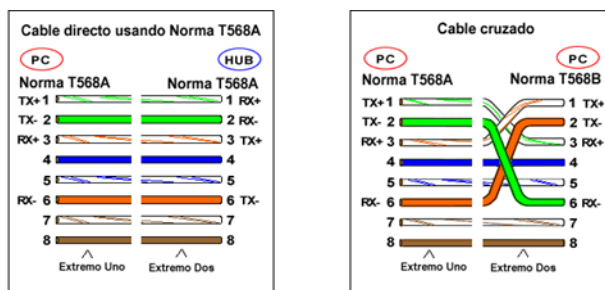 Cable directo usando Norma T568A
PC HUB
Norma T568A Norma T568A
TX+ 1 1 RX+
TX- 2 2 RX-
RX+ 3 3 TX+
4 4
5 5
RX- 6 6 TX-
7 7
8 8
Extremo Uno Extremo Dos
Cable cruzado
PC PC
Norma T568A Norma T568B
TX+ 1 1 TX+
TX- 2 2 TX-
RX+ 3 3 RX+
4 4
5 5
RX- 6 6 RX-
7 7
8 8
Extremo Uno Extremo Dos